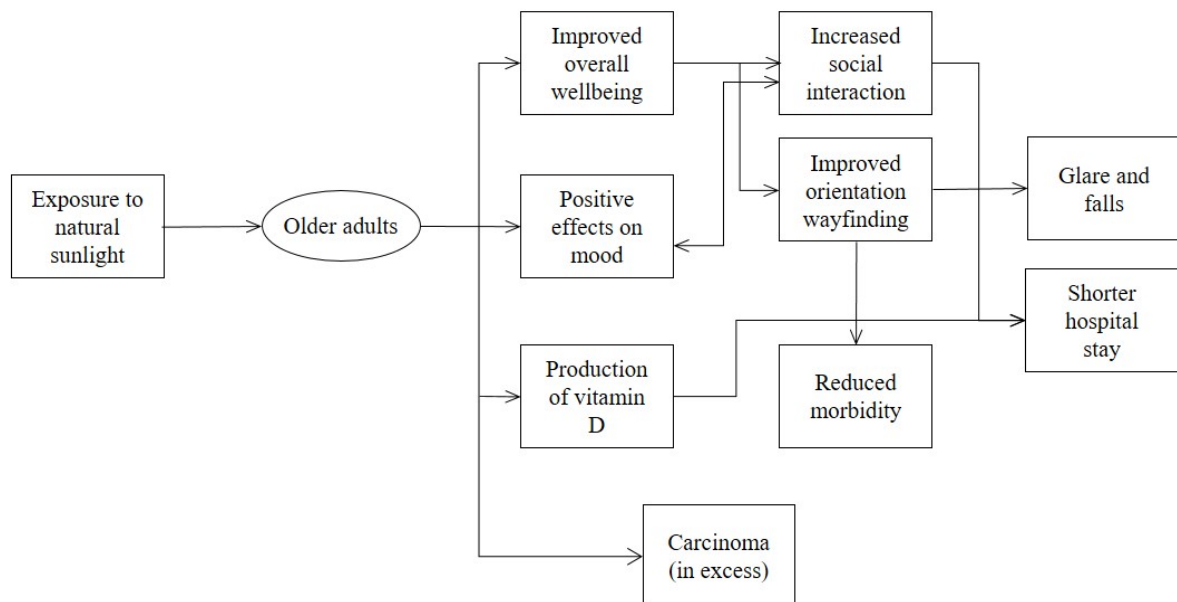 Exposure to
natural
sunlight
Older adults
Improved
overall
wellbeing
Positive
effects on
mood
Production
of vitamin
D
Carcinoma
(in excess)
Increased
social
interaction
Improved
orientation
wayfinding
Reduced
morbidity
Glare and
falls
Shorter
hospital
stay